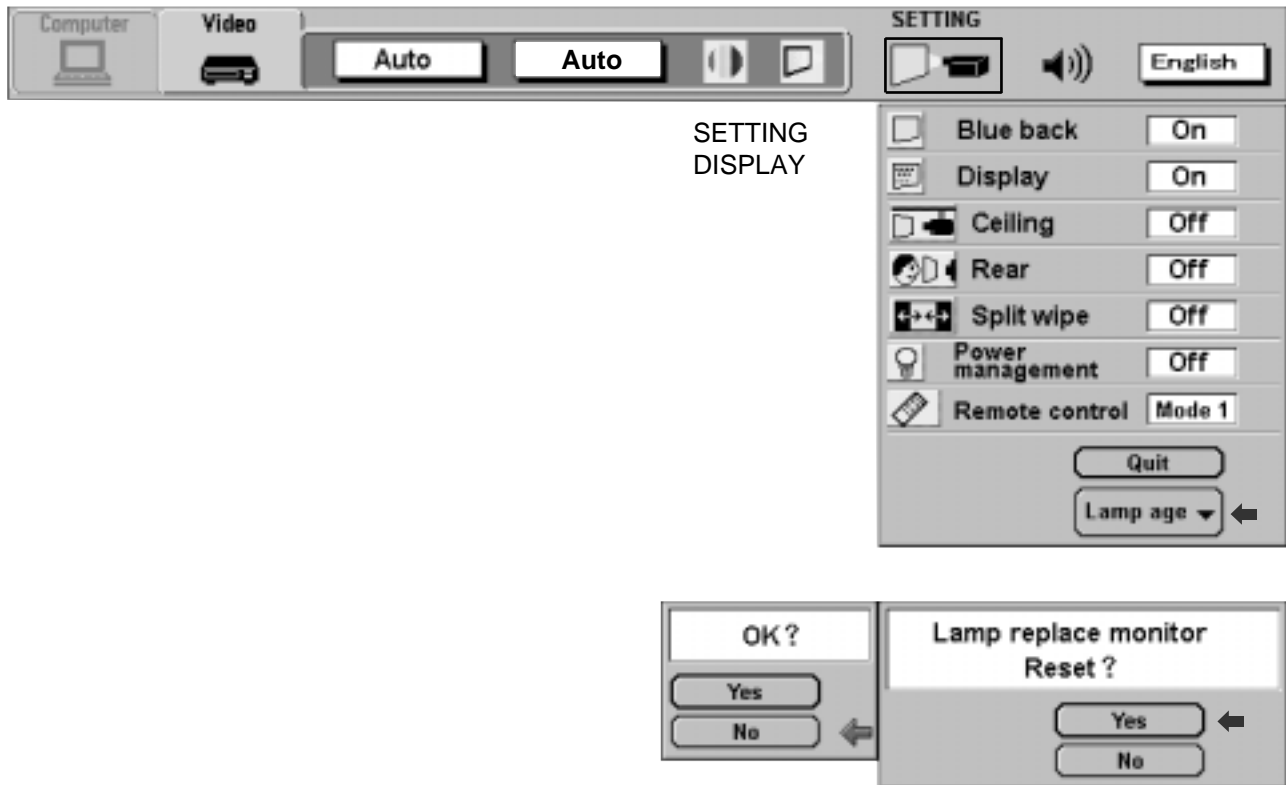 Computer
Video
SETTING
Auto
Auto
English
SETTING
DISPLAY
Blue back On
Display On
Ceiling Off
Rear Off
Split wipe Off
Power
management Off
Remote control Mode 1
Quit
Lamp age
OK?
Yes
No
Lamp replace monitor
Reset?
Yes
No